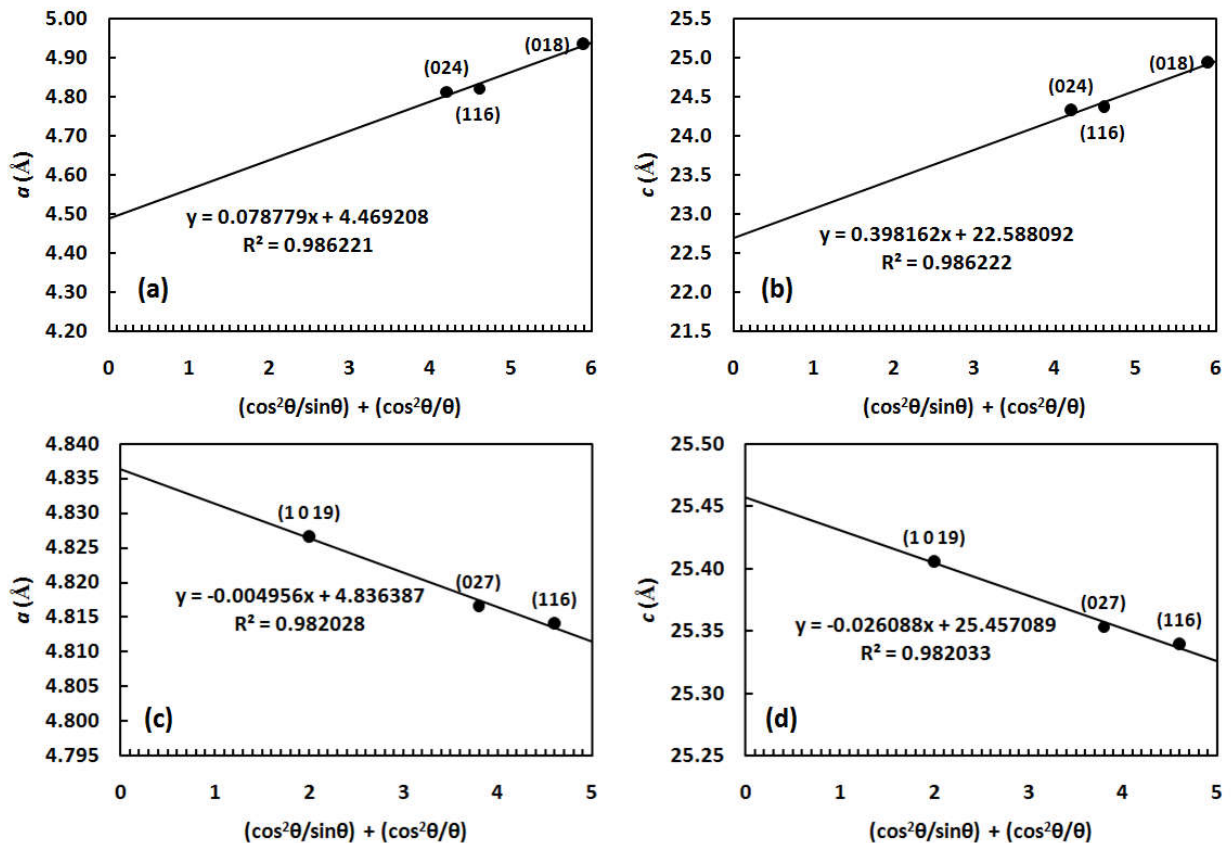 5.00
4.90
4.80
4.70
4.60
4.50
4.40
4.30
4.20
a (Å)
(018)
(024)
(116)
y = 0.078779x + 4.469208
R² = 0.986221
(a)
0 1 2 3 4 5 6
(cos²θ/sinθ) + (cos²θ/θ)
25.5
25.0
24.5
24.0
23.5
23.0
22.5
22.0
21.5
c (Å)
(018)
(024)
(116)
y = 0.398162x + 22.588092
R² = 0.986222
(b)
0 1 2 3 4 5 6
(cos²θ/sinθ) + (cos²θ/θ)
4.840
4.835
4.830
4.825
4.820
4.815
4.810
4.805
4.800
4.795
a (Å)
(1 0 19)
(027)
(116)
y = -0.004956x + 4.836387
R² = 0.982028
(c)
0 1 2 3 4 5
(cos²θ/sinθ) + (cos²θ/θ)
25.50
25.45
25.40
25.35
25.30
25.25
c (Å)
(1 0 19)
(027)
(116)
y = -0.026088x + 25.457089
R² = 0.982033
(d)
0 1 2 3 4 5
(cos²θ/sinθ) + (cos²θ/θ)